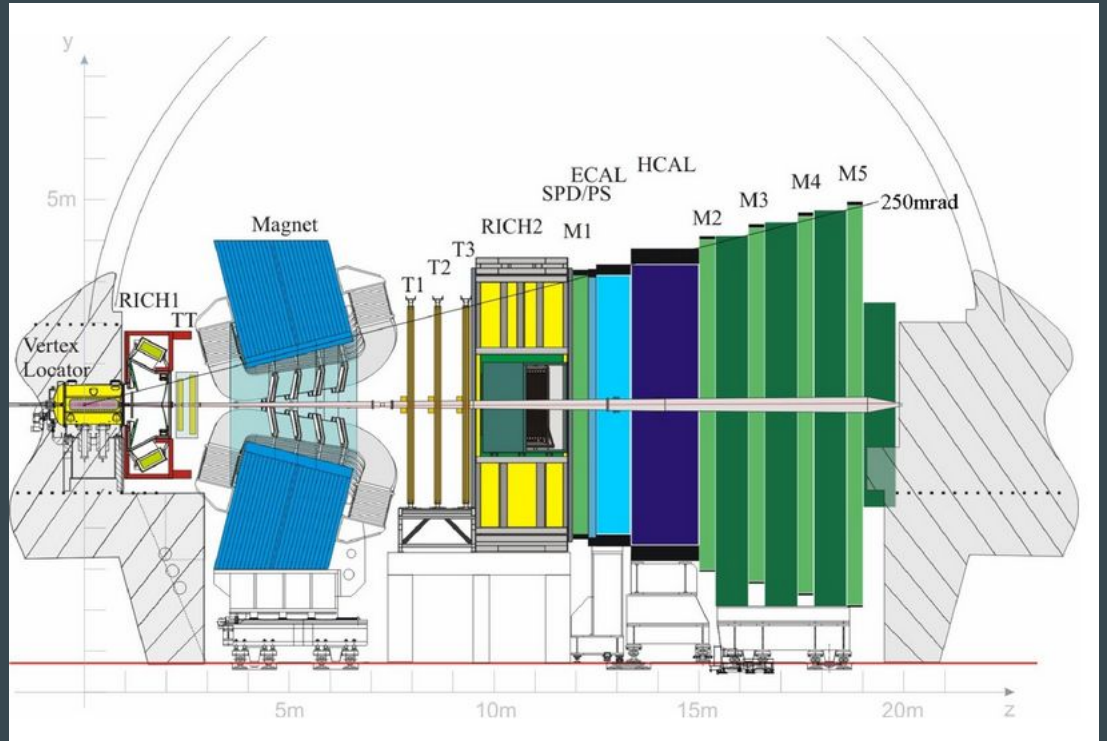 y
5m
HCAL
ECAL
SPD/PS
M5
M4
M3
M2
250mrad
Magnet
RICH2
M1
T3
T2
T1
RICH1
TT
Vertex
Locator
5m
10m
15m
20m
z